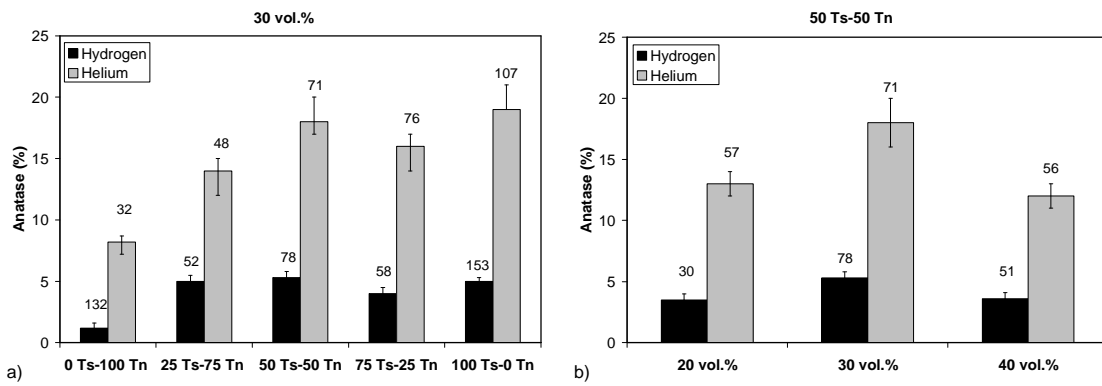 30 vol.%
25
20
15
10
5
0
Anatase (%)
Hydrogen
Helium
132
32
52
48
78
71
58
76
153
107
0 Ts-100 Tn 25 Ts-75 Tn 50 Ts-50 Tn 75 Ts-25 Tn 100 Ts-0 Tn
a)
50 Ts-50 Tn
25
20
15
10
5
0
Anatase (%)
Hydrogen
Helium
30
57
78
71
51
56
20 vol.% 30 vol.% 40 vol.%
b)